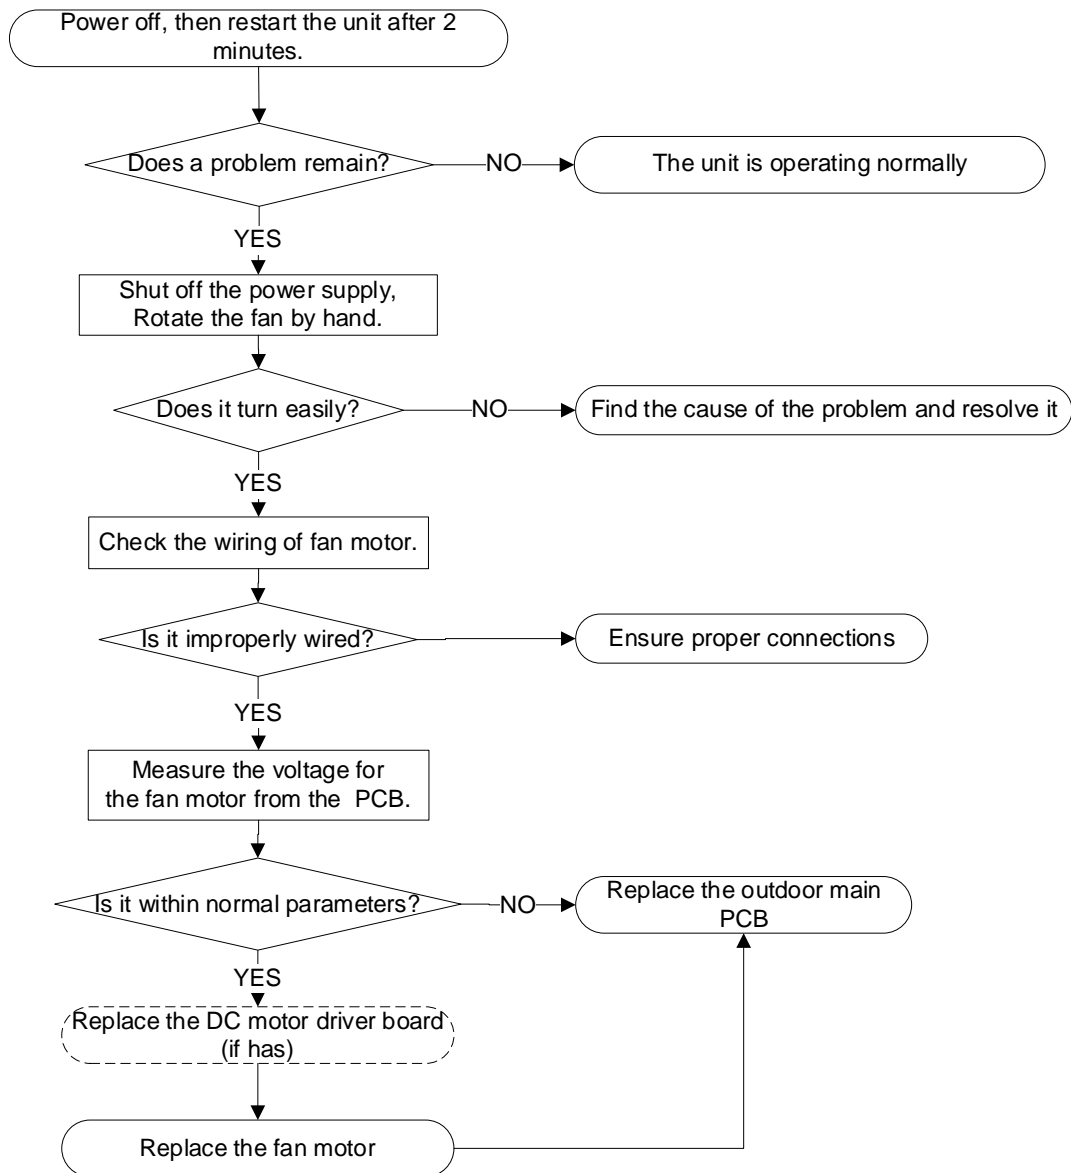 Power off, then restart the unit after 2
minutes.
Does a problem remain?
NO
The unit is operating normally
YES
Shut off the power supply,
Rotate the fan by hand.
Does it turn easily?
NO
Find the cause of the problem and resolve it
YES
Check the wiring of fan motor.
Is it improperly wired?
Ensure proper connections
YES
Measure the voltage for
the fan motor from the PCB.
Is it within normal parameters?
NO
Replace the outdoor main
PCB
YES
Replace the DC motor driver board
(if has)
Replace the fan motor